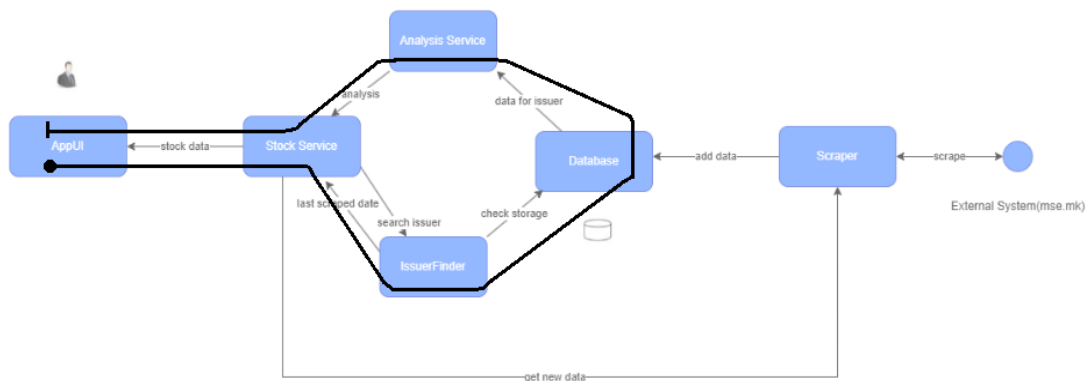 Analysis Service
analysis
data for issuer
AppUI
stock data
Stock Service
Database
add data
Scraper
scrape
External System(mse.mk)
last scraped date
search issuer
check storage
IssuerFinder
get new data